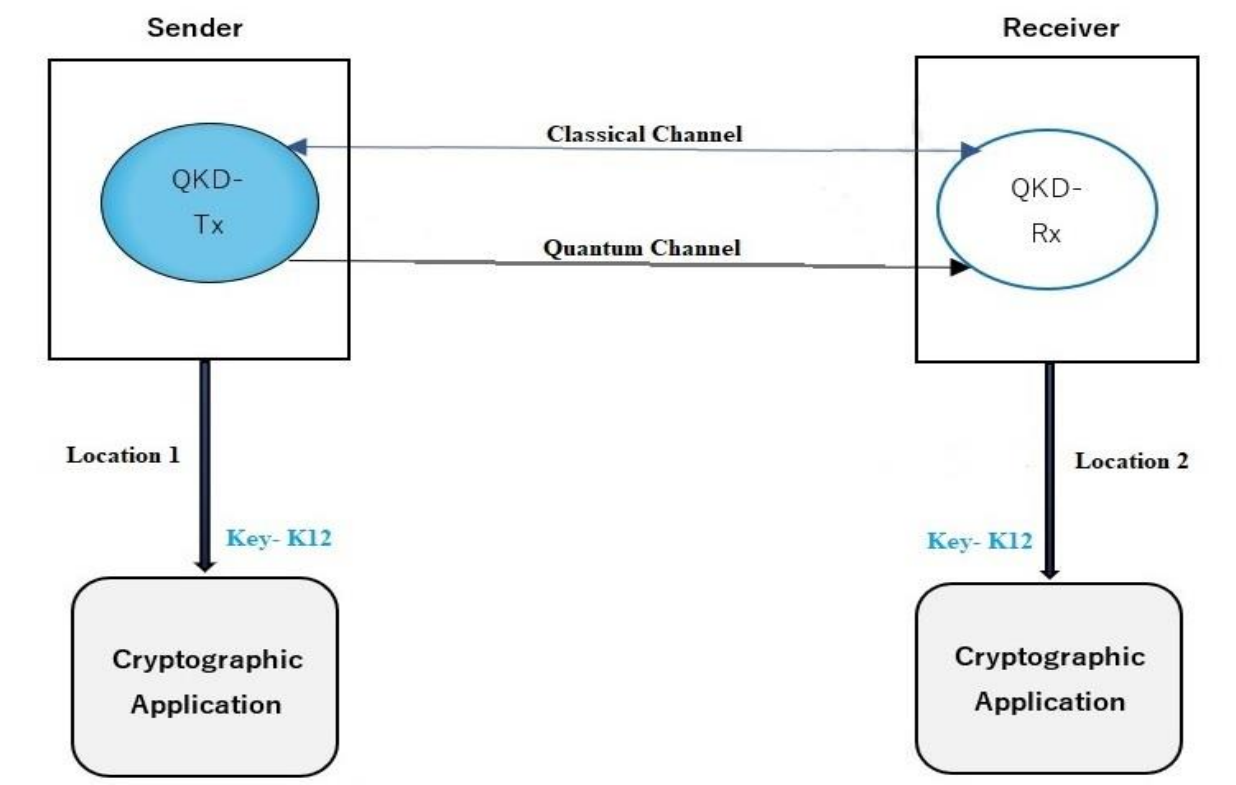 Sender
Receiver
Classical Channel
QKD-
Tx
QKD-
Rx
Quantum Channel
Location 1
Location 2
Key- K12
Key- K12
Cryptographic
Application
Cryptographic
Application